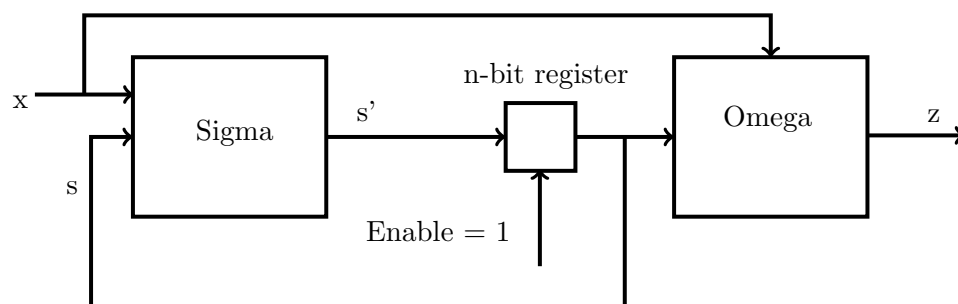 n-bit register
x
Sigma
s'
Omega
z
s
Enable = 1